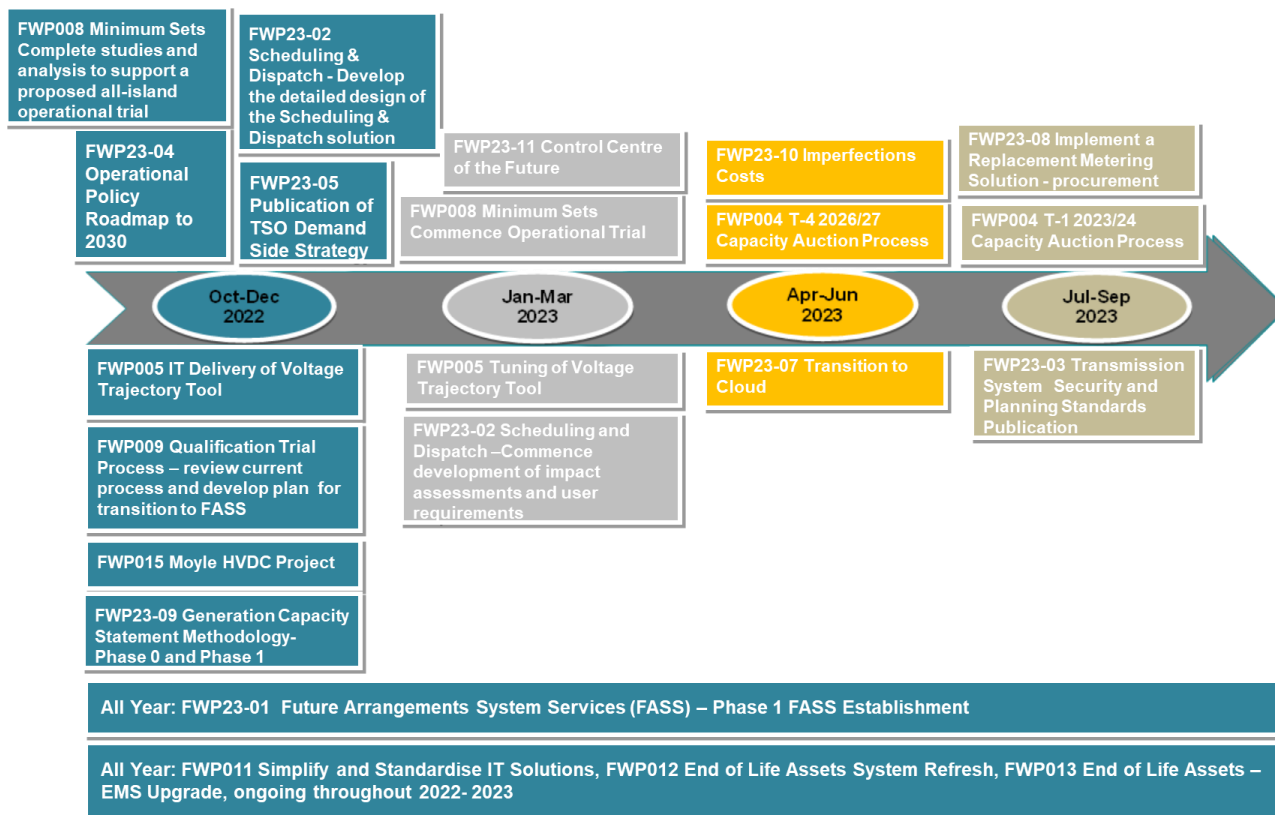 FWP008 Minimum Sets
Complete studies and
analysis to support a
proposed all-island
operational trial
FWP23-02
Scheduling &
Dispatch - Develop
the detailed design of
the Scheduling &
Dispatch solution
FWP23-04
Operational
Policy
Roadmap to
2030
FWP23-05
Publication of
TSO Demand
Side Strategy
FWP23-11 Control Centre
of the Future
FWP008 Minimum Sets
Commence Operational Trial
FWP23-10 Imperfections
Costs
FWP004 T-4 2026/27
Capacity Auction Process
FWP23-08 Implement a
Replacement Metering
Solution - procurement
FWP004 T-1 2023/24
Capacity Auction Process
Oct-Dec
2022
Jan-Mar
2023
Apr-Jun
2023
Jul-Sep
2023
FWP005 IT Delivery of Voltage
Trajectory Tool
FWP009 Qualification Trial
Process – review current
process and develop plan for
transition to FASS
FWP015 Moyle HVDC Project
FWP23-09 Generation Capacity
Statement Methodology-
Phase 0 and Phase 1
FWP005 Tuning of Voltage
Trajectory Tool
FWP23-02 Scheduling and
Dispatch –Commence
development of impact
assessments and user
requirements
FWP23-07 Transition to
Cloud
FWP23-03 Transmission
System Security and
Planning Standards
Publication
All Year: FWP23-01 Future Arrangements System Services (FASS) – Phase 1 FASS Establishment
All Year: FWP011 Simplify and Standardise IT Solutions, FWP012 End of Life Assets System Refresh, FWP013 End of Life Assets –
EMS Upgrade, ongoing throughout 2022- 2023